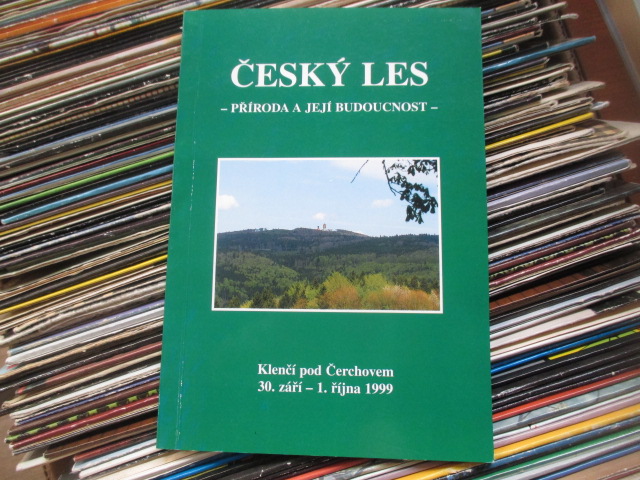 ČESKÝ LES
– PŘÍRODA A JEJÍ BUDOUCNOST –
Klenčí pod Čerchovem
30. září – 1. října 1999